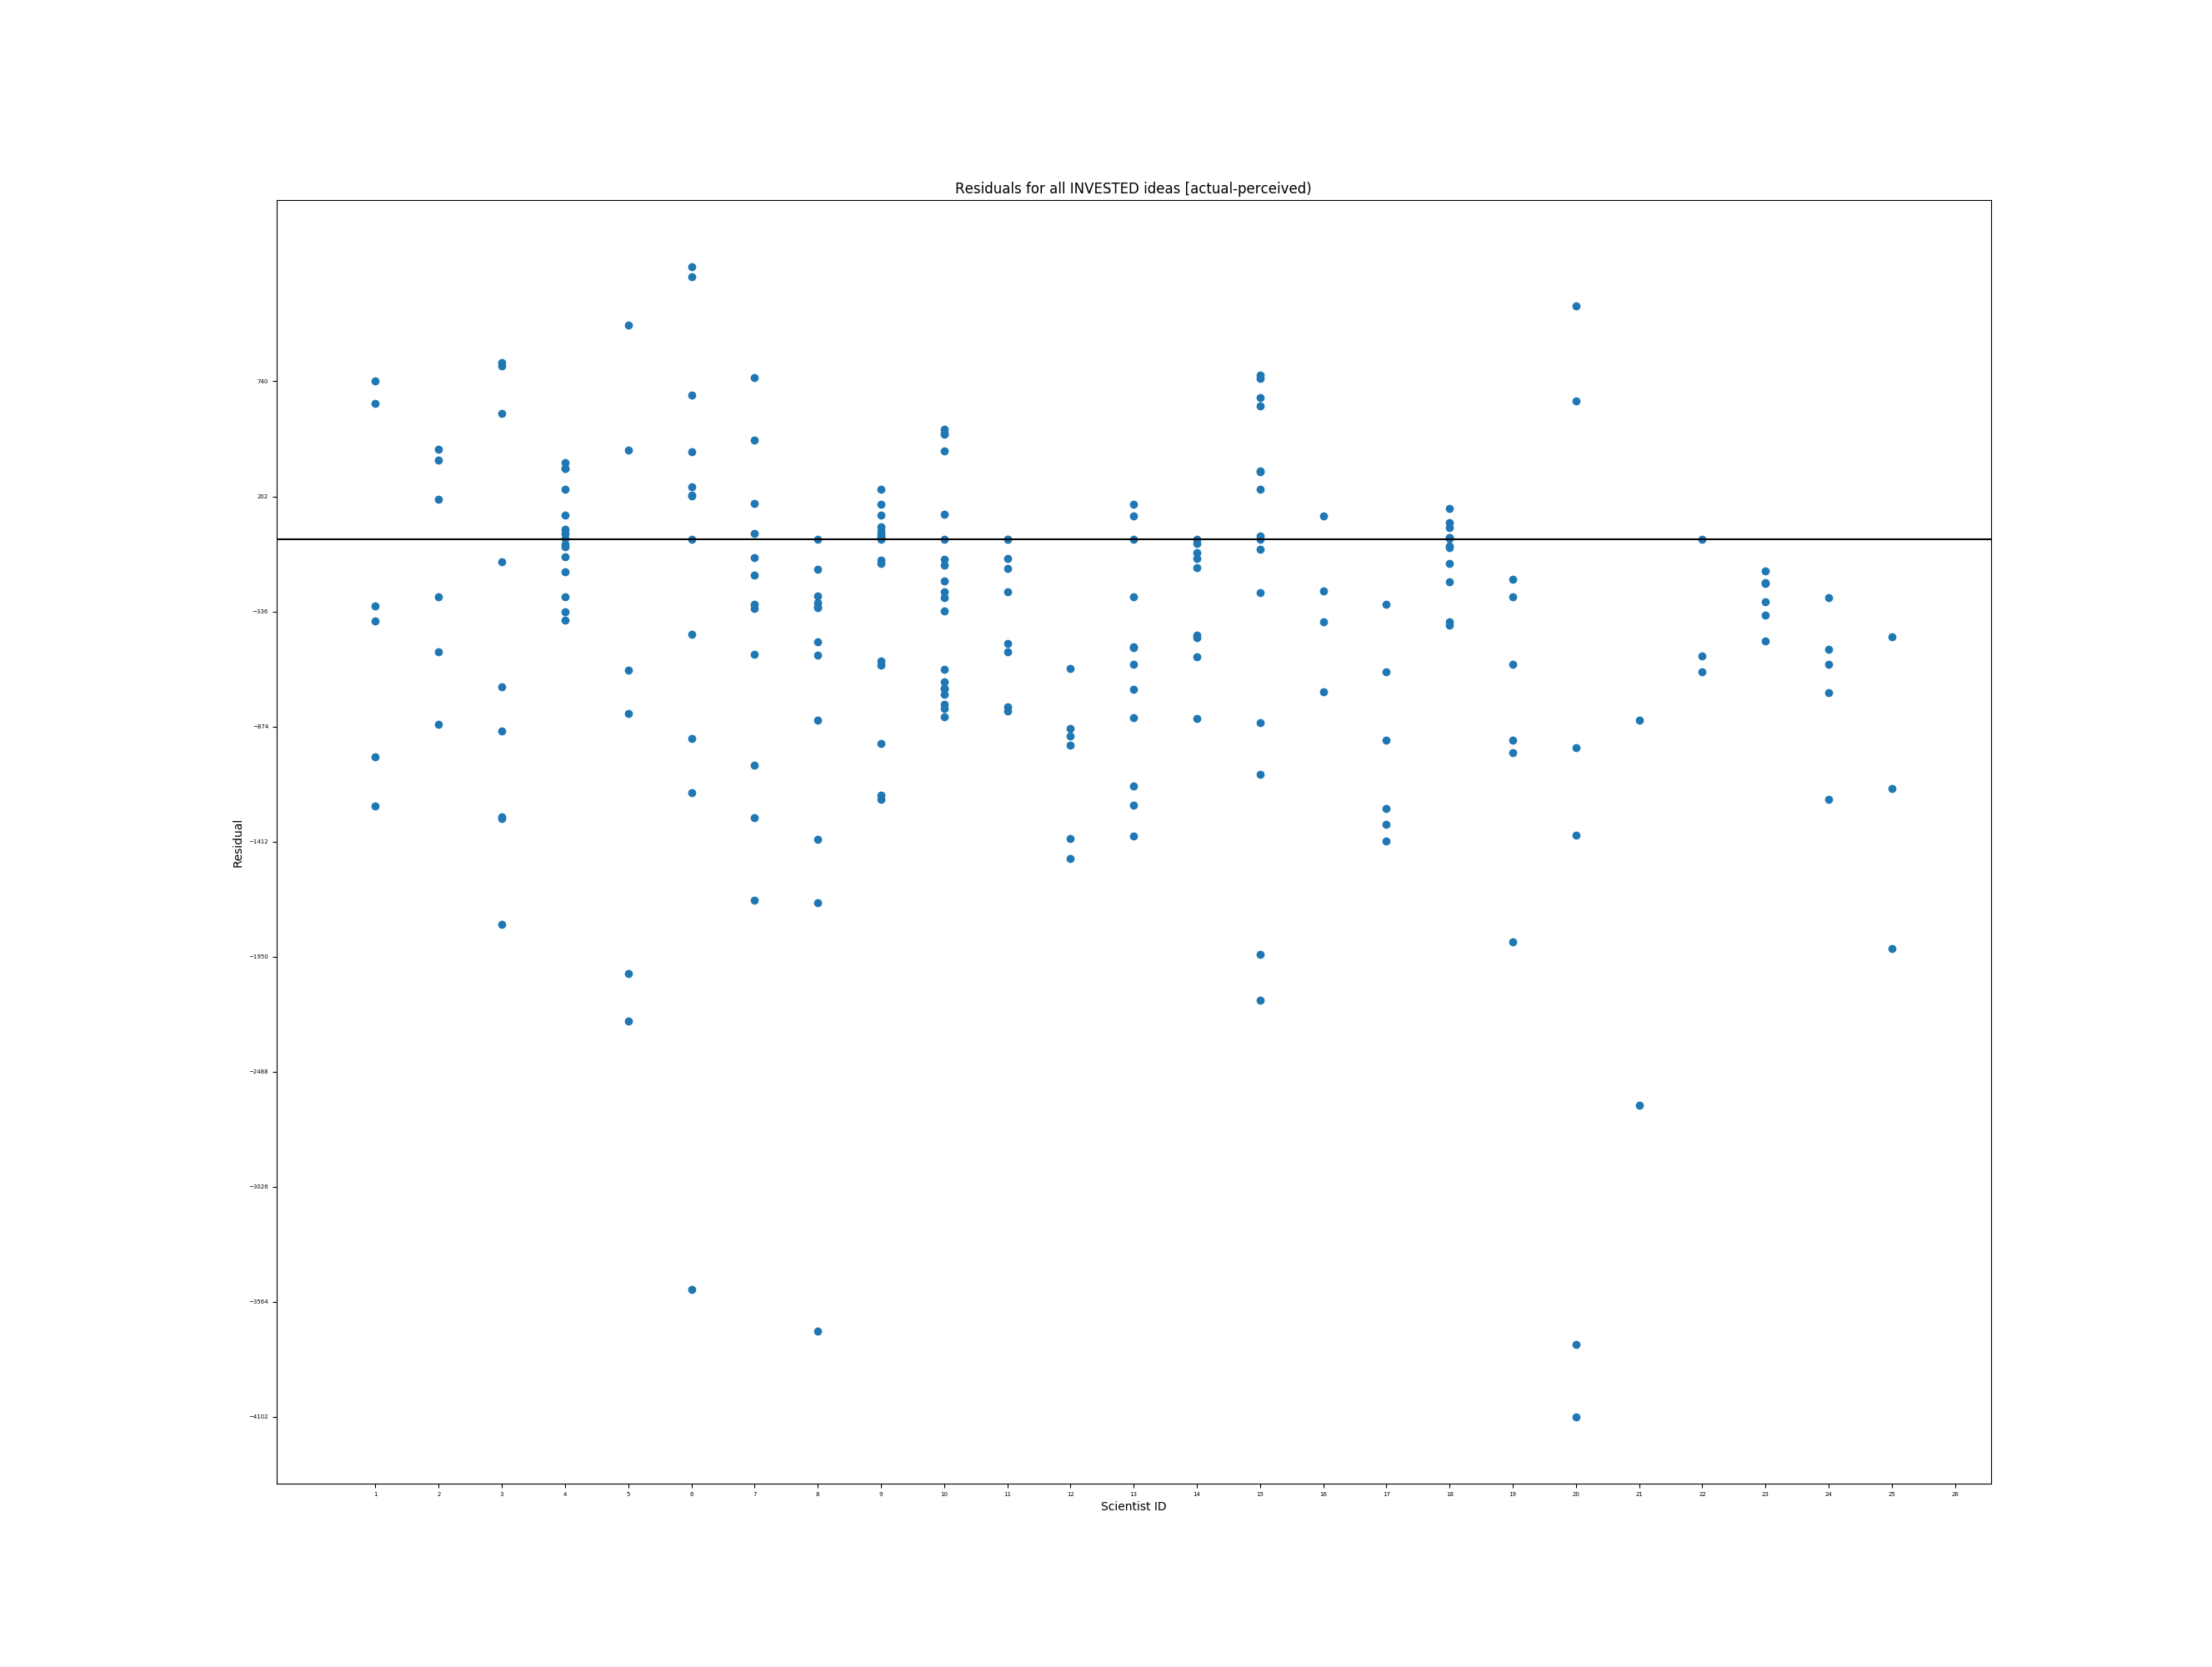 Residuals for all INVESTED ideas [actual-perceived)
740
202
−336
−874
−1412
−1950
−2488
−3026
−3564
−4102
Residual
1 2 3 4 5 6 7 8 9 10 11 12 13 14 15 16 17 18 19 20 21 22 23 24 25 26
Scientist ID